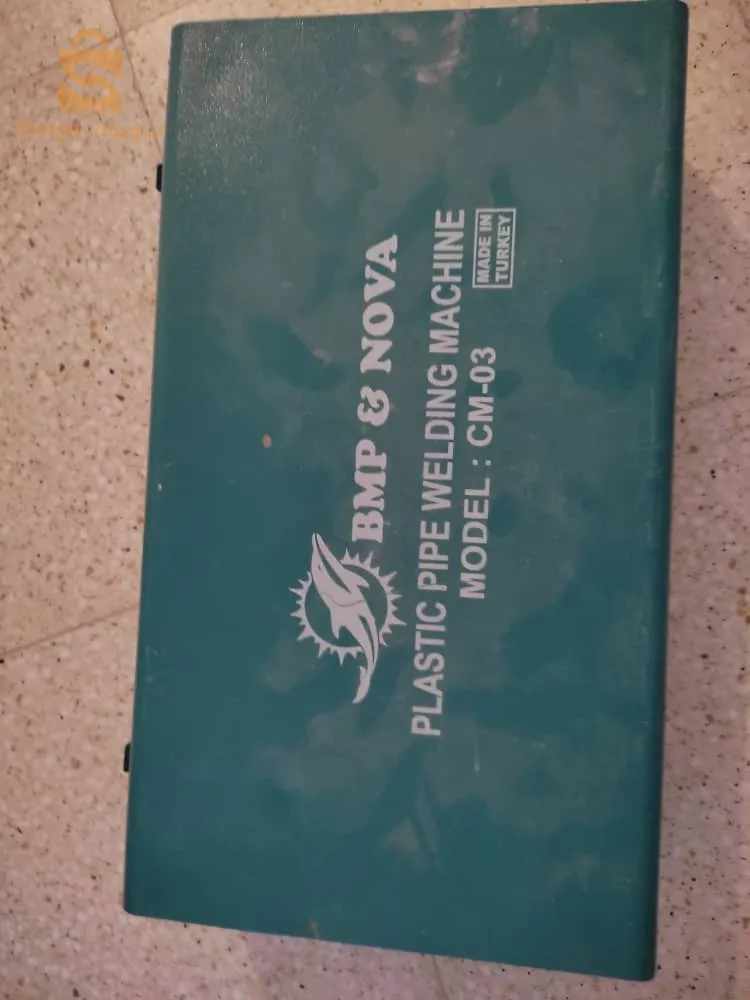 BMP & NOVA
PLASTIC PIPE WELDING MACHINE
MODEL : CM-03
MADE IN
TURKEY